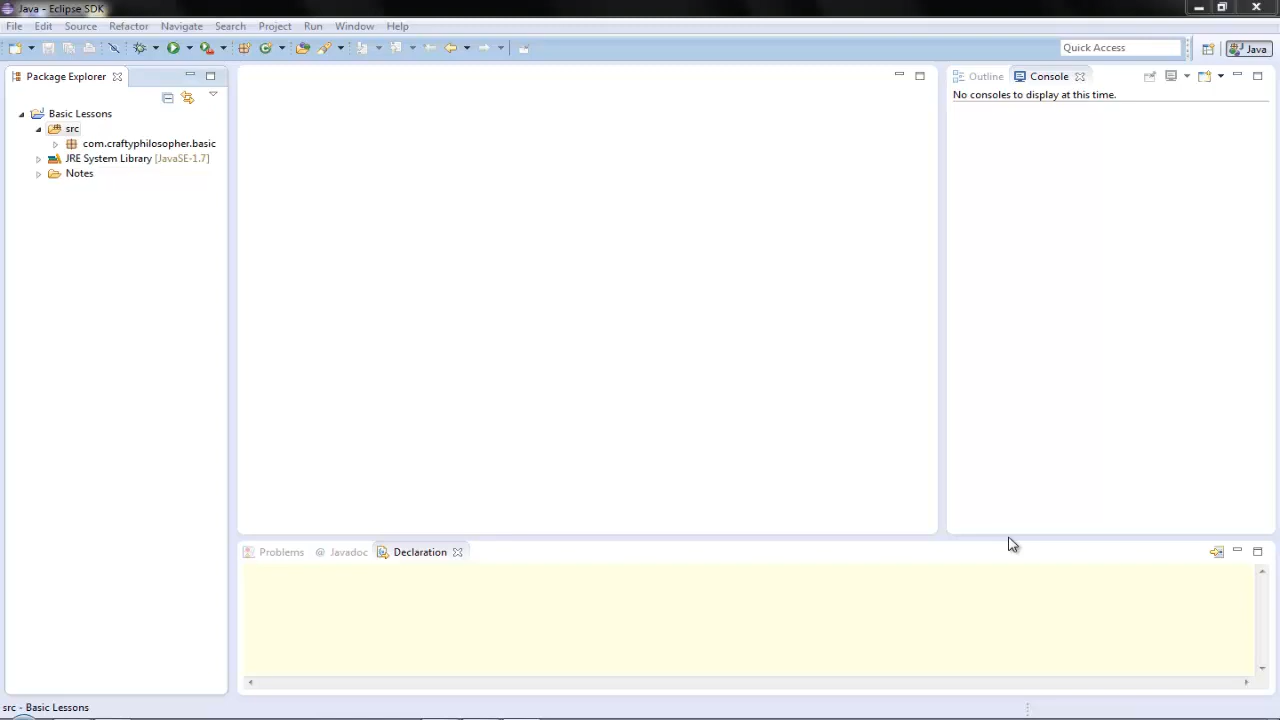 Java - Eclipse SDK
File Edit Source Refactor Navigate Search Project Run Window Help
Quick Access
Java
Package Explorer
Basic Lessons
src
com.craftyphilosopher.basic
JRE System Library [JavaSE-1.7]
Notes
Outline Console
No consoles to display at this time.
Problems @ Javadoc Declaration
src - Basic Lessons